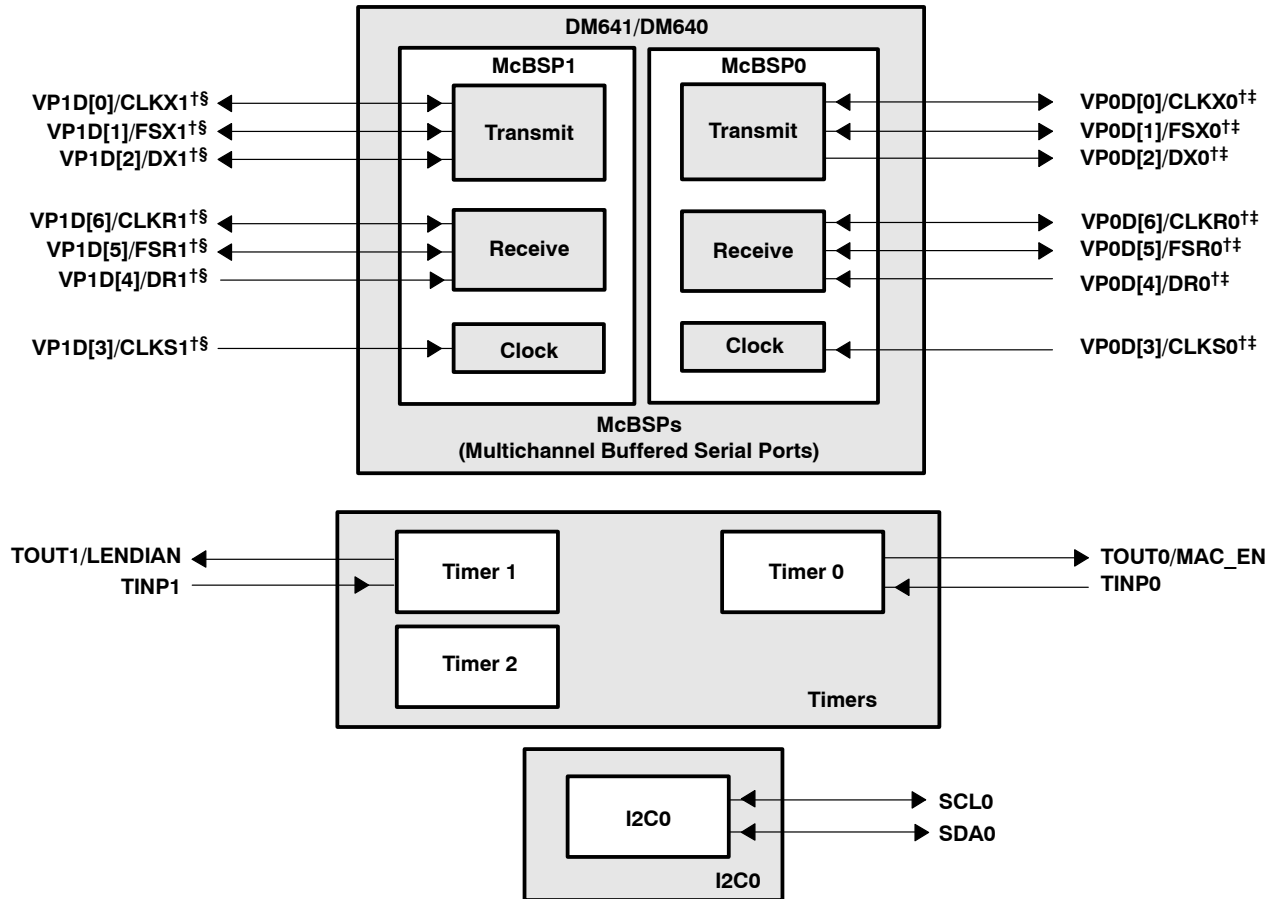 DM641/DM640
McBSP1
McBSP0
VP1D[0]/CLKX1†§
VP1D[1]/FSX1†§
VP1D[2]/DX1†§
Transmit
Transmit
VP0D[0]/CLKX0†‡
VP0D[1]/FSX0†‡
VP0D[2]/DX0†‡
VP1D[6]/CLKR1†§
VP1D[5]/FSR1†§
VP1D[4]/DR1†§
Receive
Receive
VP0D[6]/CLKR0†‡
VP0D[5]/FSR0†‡
VP0D[4]/DR0†‡
VP1D[3]/CLKS1†§
Clock
Clock
VP0D[3]/CLKS0†‡
McBSPs
(Multichannel Buffered Serial Ports)
TOUT1/LENDIAN
TINP1
Timer 1
Timer 0
TOUT0/MAC_EN
TINP0
Timer 2
Timers
I2C0
SCL0
SDA0
I2C0